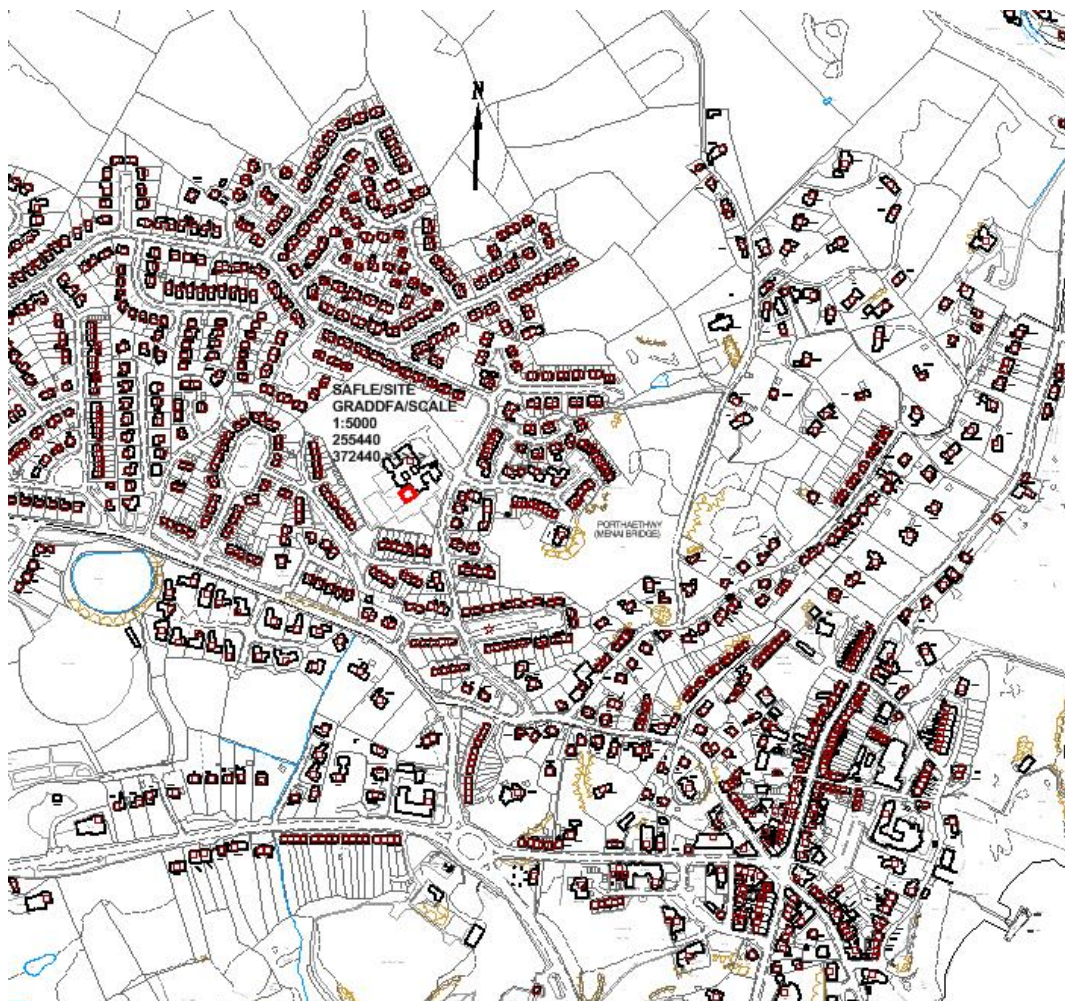 N
SAFLE/SITE
GRADDFA/SCALE
1:5000
255440
372440
PORTHAETHWY
(MENAI BRIDGE)